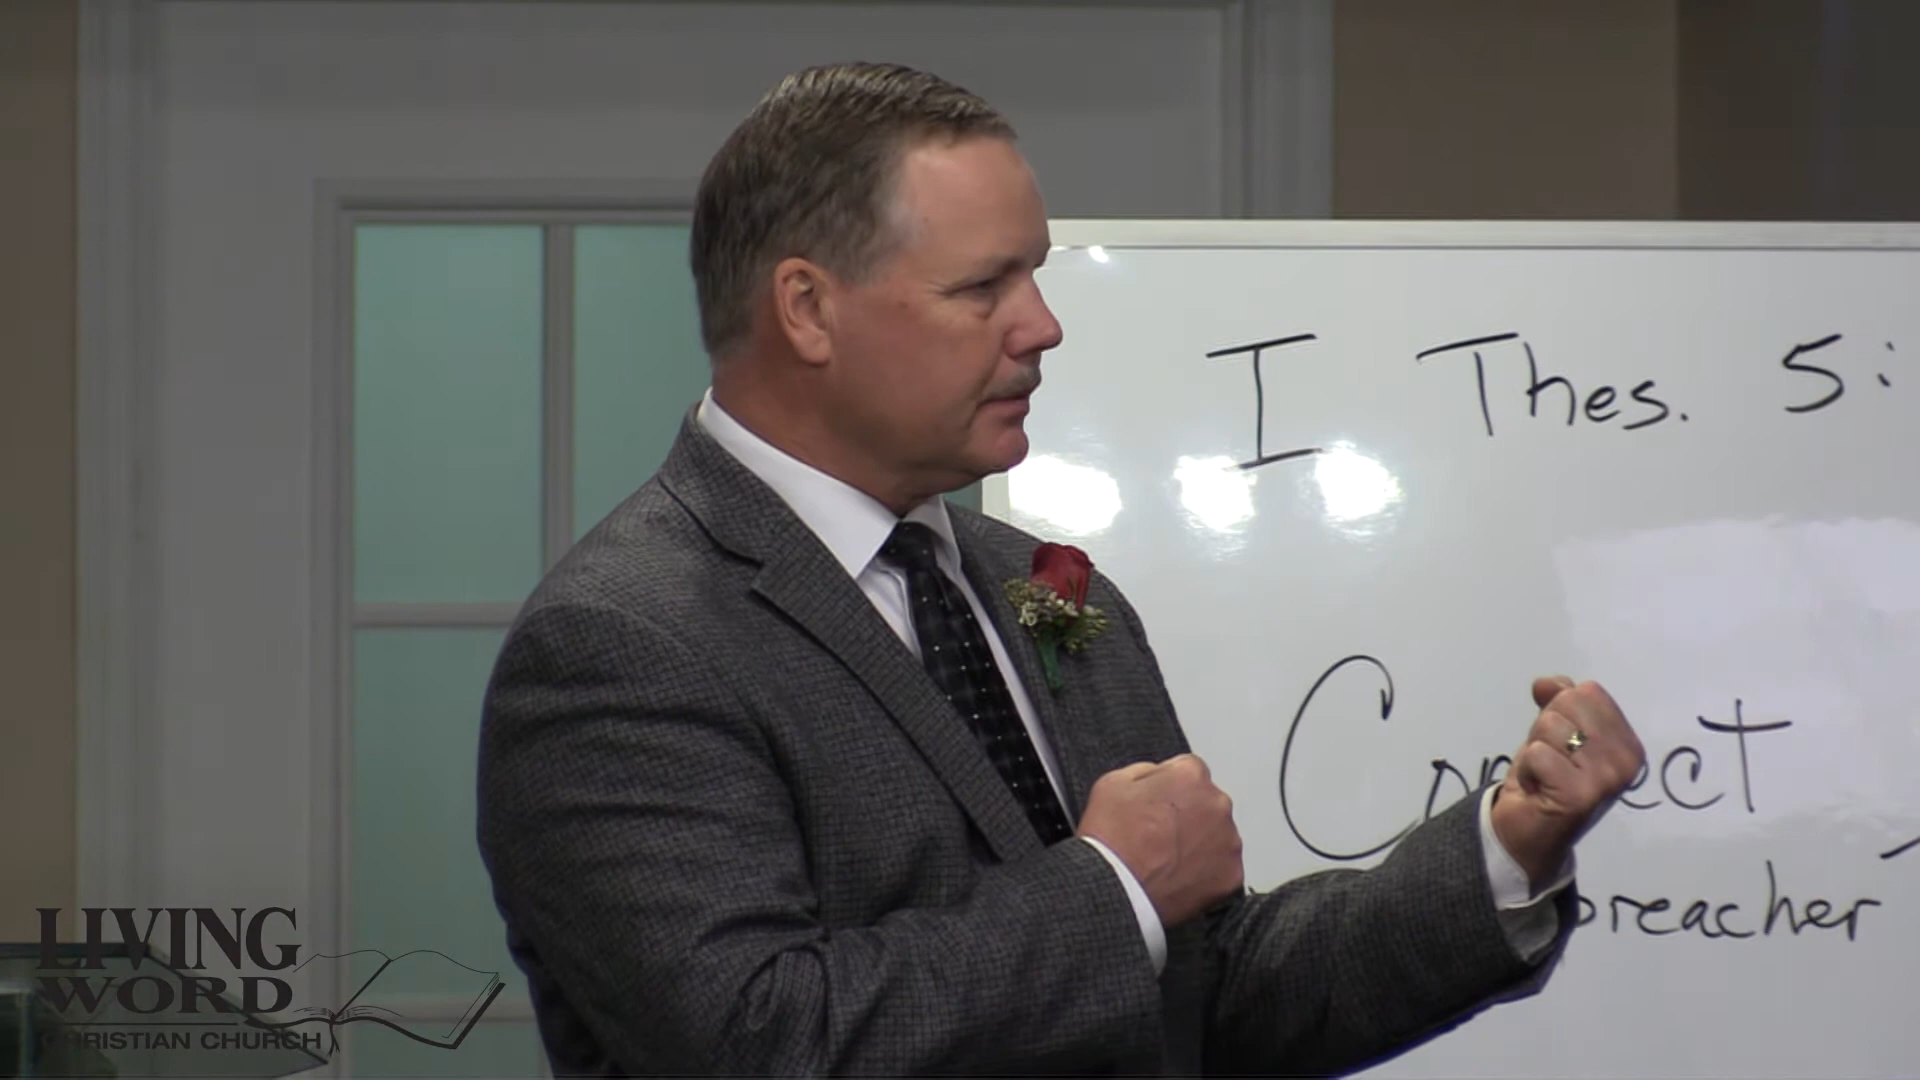 I Thes. 5:
preacher
LIVING
WORD
CHRISTIAN CHURCH